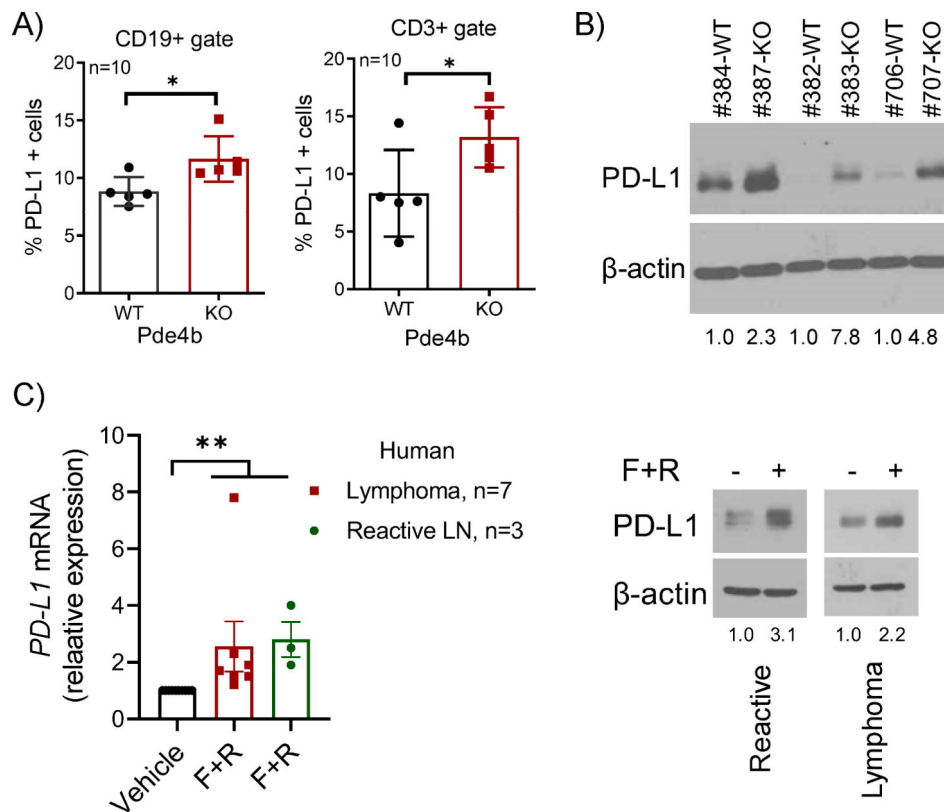 A)
CD19+ gate
n=10
*
20
15
10
5
0
% PD-L1 + cells
WT
KO
Pde4b
CD3+ gate
n=10
*
20
15
10
5
0
% PD-L1 + cells
WT
KO
Pde4b
B)
#384-WT
#387-KO
#382-WT
#383-KO
#706-WT
#707-KO
PD-L1
β-actin
1.0 2.3 1.0 7.8 1.0 4.8
C)
**
10
8
6
4
2
0
PD-L1 mRNA
(relaative expression)
Vehicle
F+R
F+R
Human
Lymphoma, n=7
Reactive LN, n=3
F+R - + - +
PD-L1
β-actin
1.0 3.1 1.0 2.2
Reactive
Lymphoma